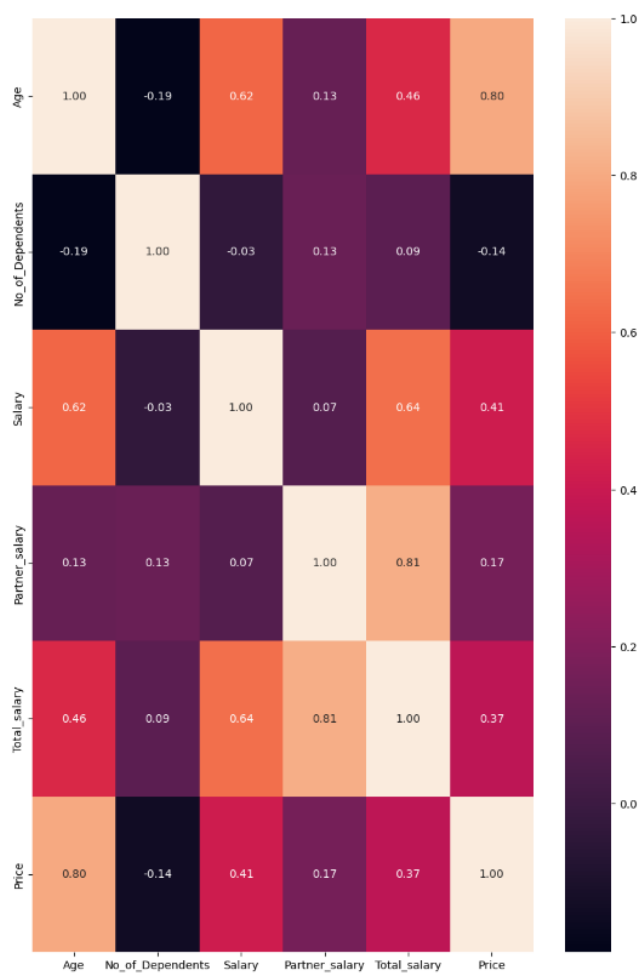 1.0
Age
1.00 -0.19 0.62 0.13 0.46 0.80
0.8
No_of_Dependents
-0.19 1.00 -0.03 0.13 0.09 -0.14
0.6
Salary
0.62 -0.03 1.00 0.07 0.64 0.41
0.4
Partner_salary
0.13 0.13 0.07 1.00 0.81 0.17
0.2
Total_salary
0.46 0.09 0.64 0.81 1.00 0.37
0.0
Price
0.80 -0.14 0.41 0.17 0.37 1.00
Age No_of_Dependents Salary Partner_salary Total_salary Price